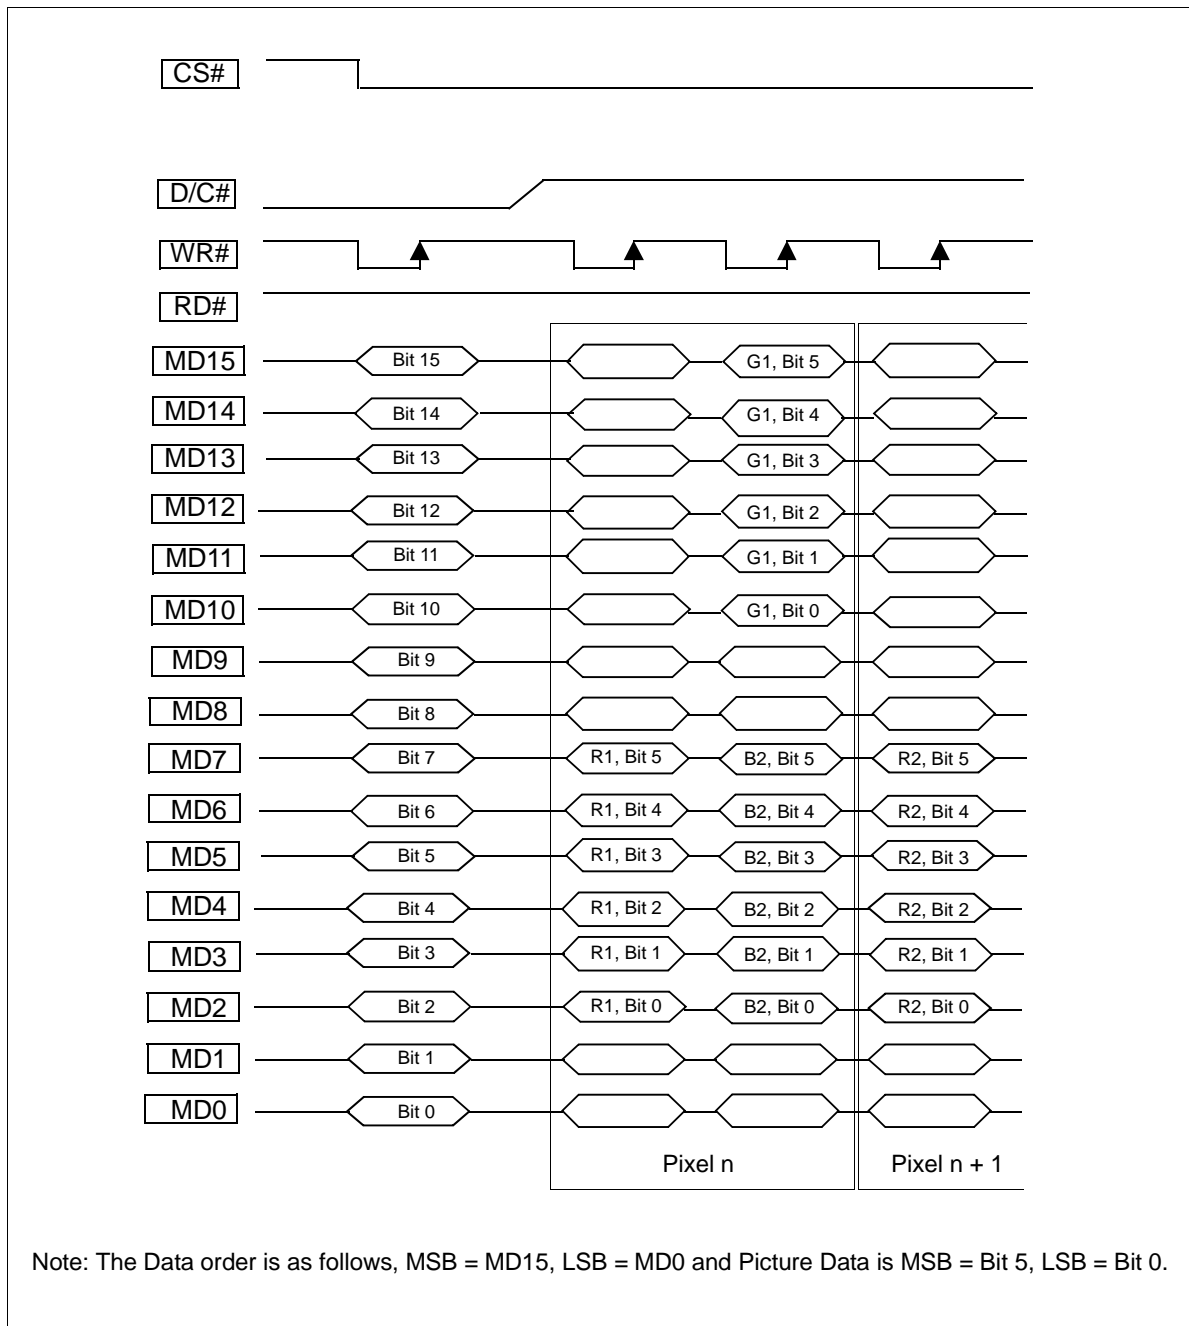 CS#
D/C#
WR#
RD#
MD15 Bit 15 G1, Bit 5
MD14 Bit 14 G1, Bit 4
MD13 Bit 13 G1, Bit 3
MD12 Bit 12 G1, Bit 2
MD11 Bit 11 G1, Bit 1
MD10 Bit 10 G1, Bit 0
MD9 Bit 9
MD8 Bit 8
MD7 Bit 7 R1, Bit 5 B2, Bit 5 R2, Bit 5
MD6 Bit 6 R1, Bit 4 B2, Bit 4 R2, Bit 4
MD5 Bit 5 R1, Bit 3 B2, Bit 3 R2, Bit 3
MD4 Bit 4 R1, Bit 2 B2, Bit 2 R2, Bit 2
MD3 Bit 3 R1, Bit 1 B2, Bit 1 R2, Bit 1
MD2 Bit 2 R1, Bit 0 B2, Bit 0 R2, Bit 0
MD1 Bit 1
MD0 Bit 0
Pixel n Pixel n + 1
Note: The Data order is as follows, MSB = MD15, LSB = MD0 and Picture Data is MSB = Bit 5, LSB = Bit 0.